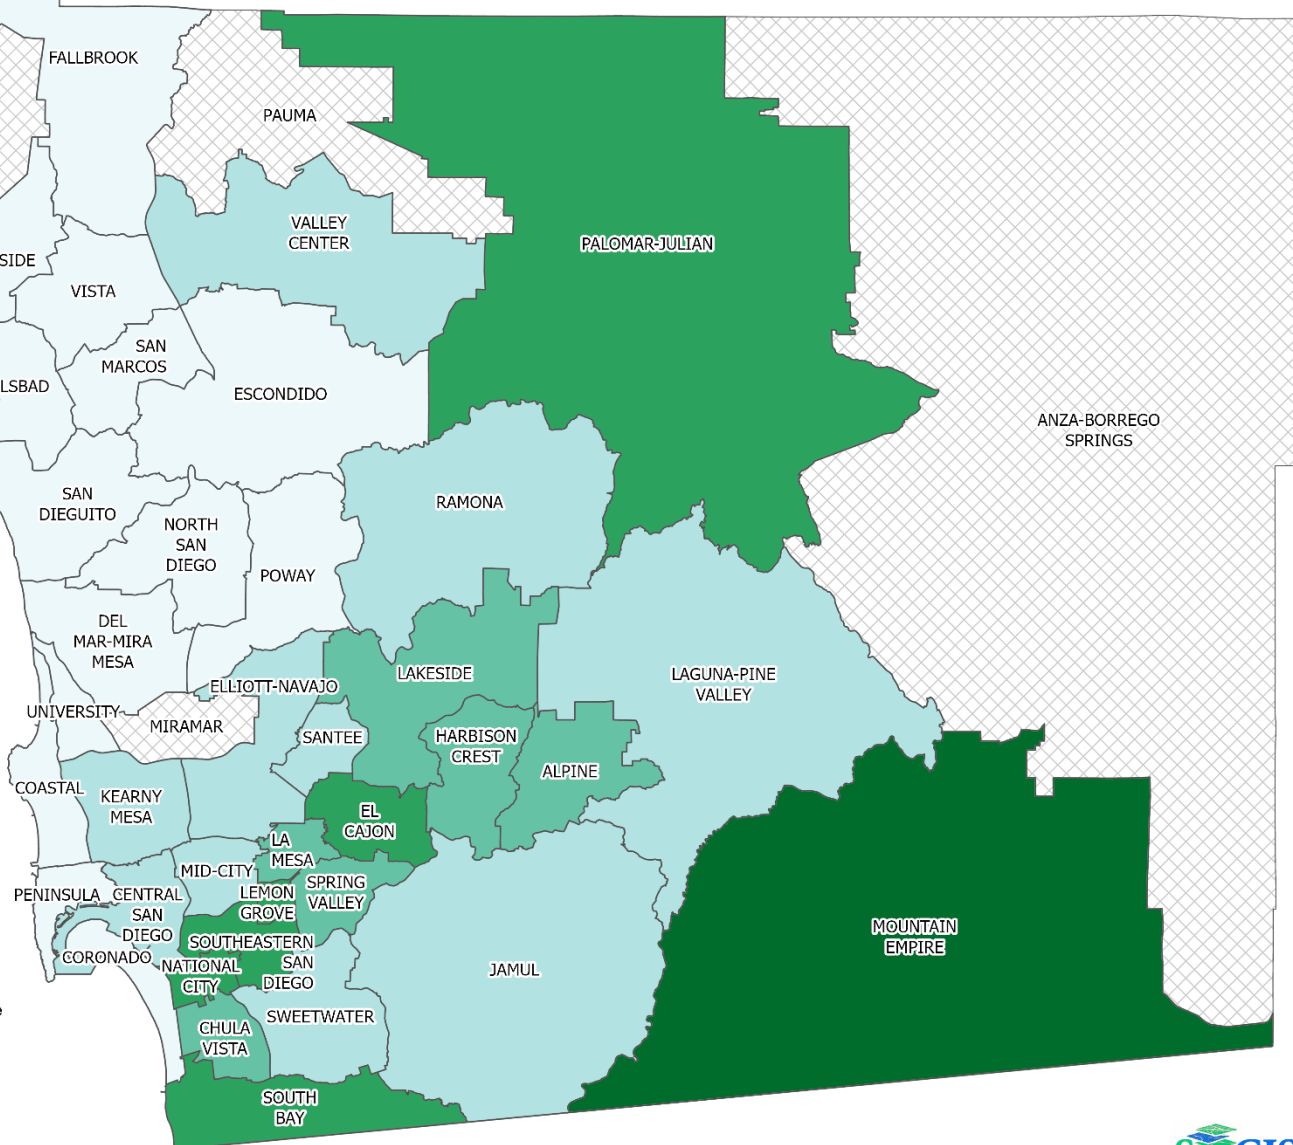 FALLBROOK
PAUMA
VALLEY
CENTER
PALOMAR-JULIAN
SIDE
VISTA
SAN
MARCOS
LSBAD
ESCONDIDO
ANZA-BORREGO
SPRINGS
SAN
DIEGUITO
RAMONA
NORTH
SAN
DIEGO
POWAY
DEL
MAR-MIRA
MESA
LAKESIDE
LAGUNA-PINE
VALLEY
ELLIOTT-NAVAJO
UNIVERSITY
MIRAMAR
SANTEE
HARBISON
CREST
ALPINE
COASTAL
KEARNY
MESA
EL
CAJON
LA
MESA
MID-CITY
PENINSULA
CENTRAL
SAN
DIEGO
LEMON
GROVE
SPRING
VALLEY
MOUNTAIN
EMPIRE
SOUTHEASTERN
SAN
DIEGO
CORONADO
NATIONAL
CITY
JAMUL
SWEETWATER
CHULA
VISTA
SOUTH
BAY